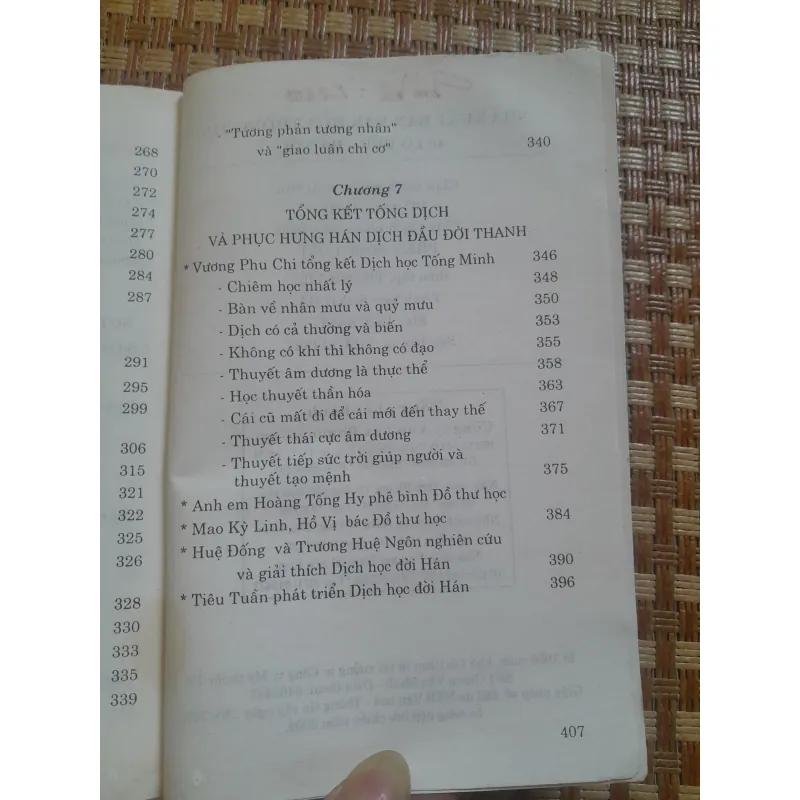 268
270
272
274
277
280
284
287
291
295
299
306
315
321
322
325
326
328
330
333
335
339
- "Tương phản tương nhân"
và "giao luân chi cơ" 340
Chương 7
TỔNG KẾT TỐNG DỊCH
VÀ PHỤC HƯNG HÁN DỊCH ĐẦU ĐỜI THANH
* Vương Phu Chi tổng kết Dịch học Tống Minh 346
- Chiêm học nhất lý 348
- Bàn về nhân mưu và quỷ mưu 350
- Dịch có cả thường và biến 353
- Không có khí thì không có đạo 355
- Thuyết âm dương là thực thể 358
- Học thuyết thần hóa 363
- Cái cũ mất đi để cái mới đến thay thế 367
- Thuyết thái cực âm dương 371
- Thuyết tiếp sức trời giúp người và
thuyết tạo mệnh 375
* Anh em Hoàng Tống Hy phê bình Đồ thư học
* Mao Kỳ Linh, Hồ Vị bác Đồ thư học 384
* Huệ Đống và Trương Huệ Ngôn nghiên cứu
và giải thích Dịch học đời Hán 390
* Tiêu Tuần phát triển Dịch học đời Hán 396
407